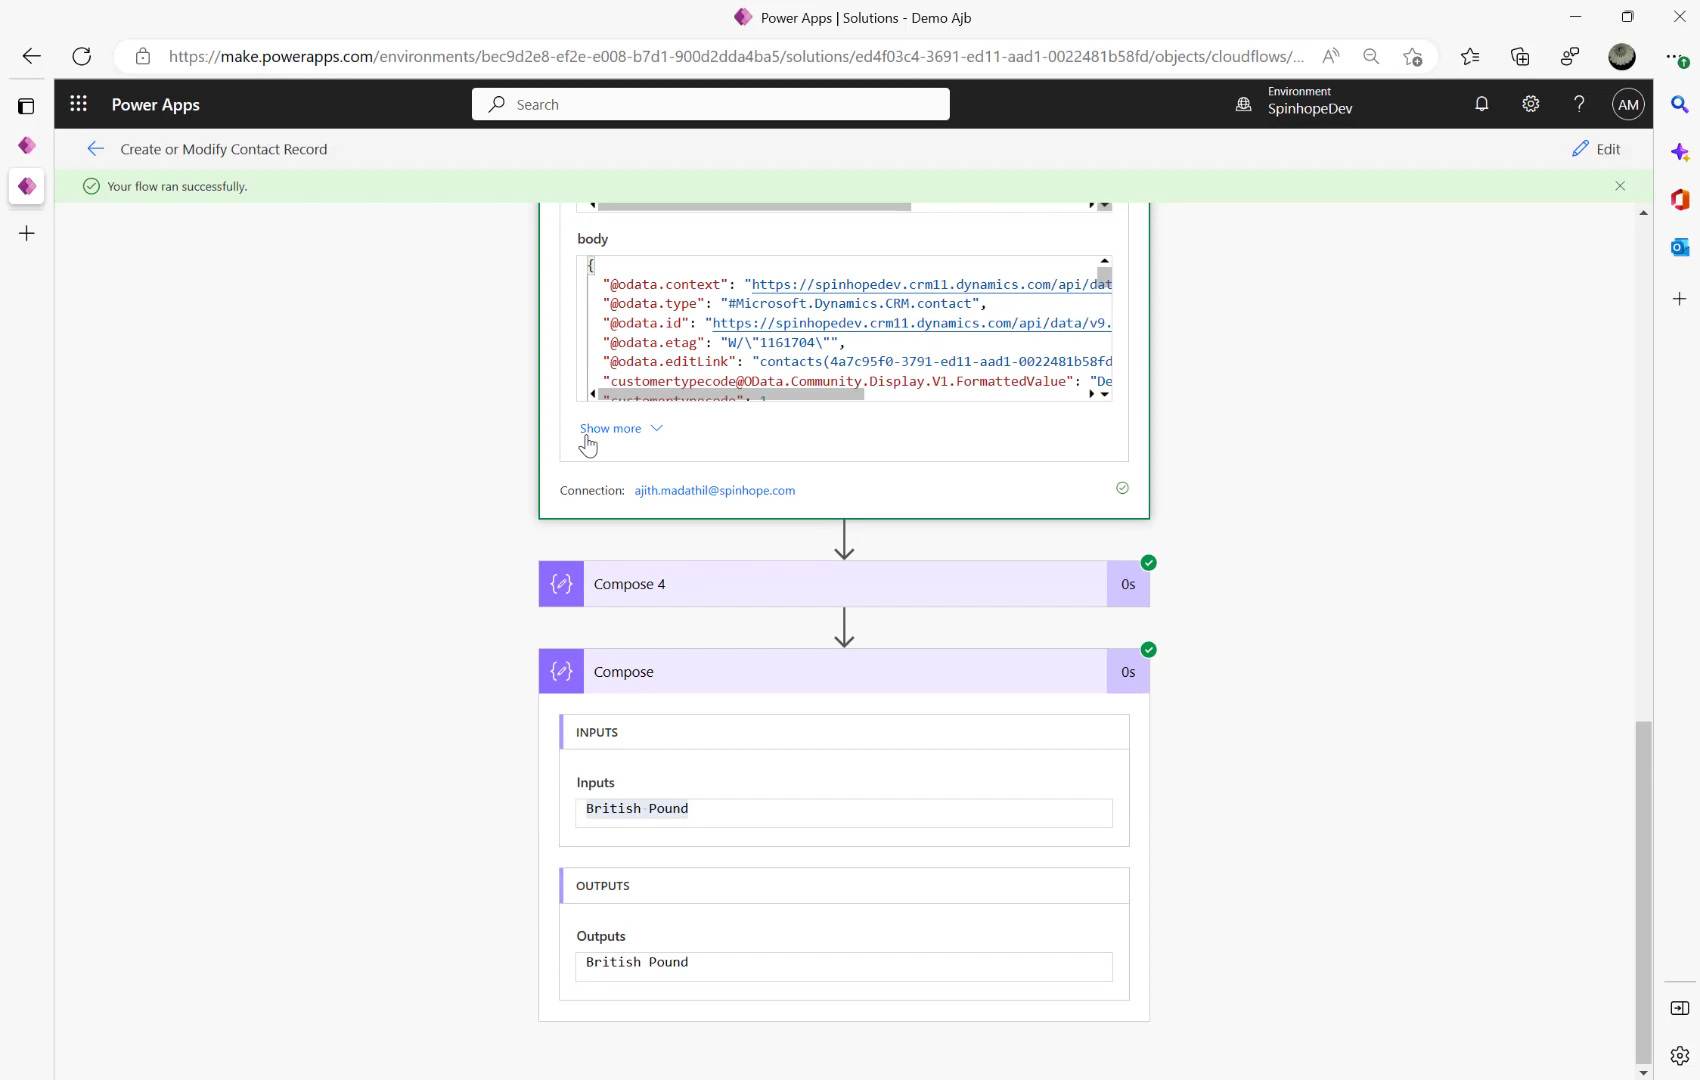 Power Apps | Solutions - Demo Ajb
https://make.powerapps.com/environments/bec9d2e8-ef2e-e008-b7d1-900d2dda4ba5/solutions/ed4f03c4-3691-ed11-aad1-0022481b58fd/objects/cloudflows/...
Power Apps
Search
Environment
SpinhopeDev
?
AM
Create or Modify Contact Record
Edit
Your flow ran successfully.
body
{
"@odata.context": "https://spinhopedev.crm11.dynamics.com/api/dat
"@odata.type": "#Microsoft.Dynamics.CRM.contact",
"@odata.id": "https://spinhopedev.crm11.dynamics.com/api/data/v9.
"@odata.etag": "W/\"1161704\"",
"@odata.editLink": "contacts(4a7c95f0-3791-ed11-aad1-0022481b58fd
"customertypecode@OData.Community.Display.V1.FormattedValue": "De
"customertypecode": 1
Show more
Connection: ajith.madathil@spinhope.com
Compose 4
0s
Compose
0s
INPUTS
Inputs
British Pound
OUTPUTS
Outputs
British Pound